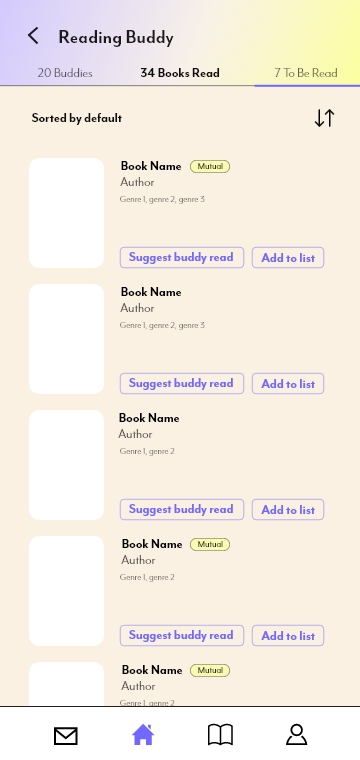 Reading Buddy
20 Buddies 34 Books Read 7 To Be Read
Sorted by default
Book Name Mutual
Author
Genre 1, genre 2, genre 3
Suggest buddy read Add to list
Book Name
Author
Genre 1, genre 2, genre 3
Suggest buddy read Add to list
Book Name
Author
Genre 1, genre 2
Suggest buddy read Add to list
Book Name Mutual
Author
Genre 1, genre 2
Suggest buddy read Add to list
Book Name Mutual
Author
Genre 1, genre 2